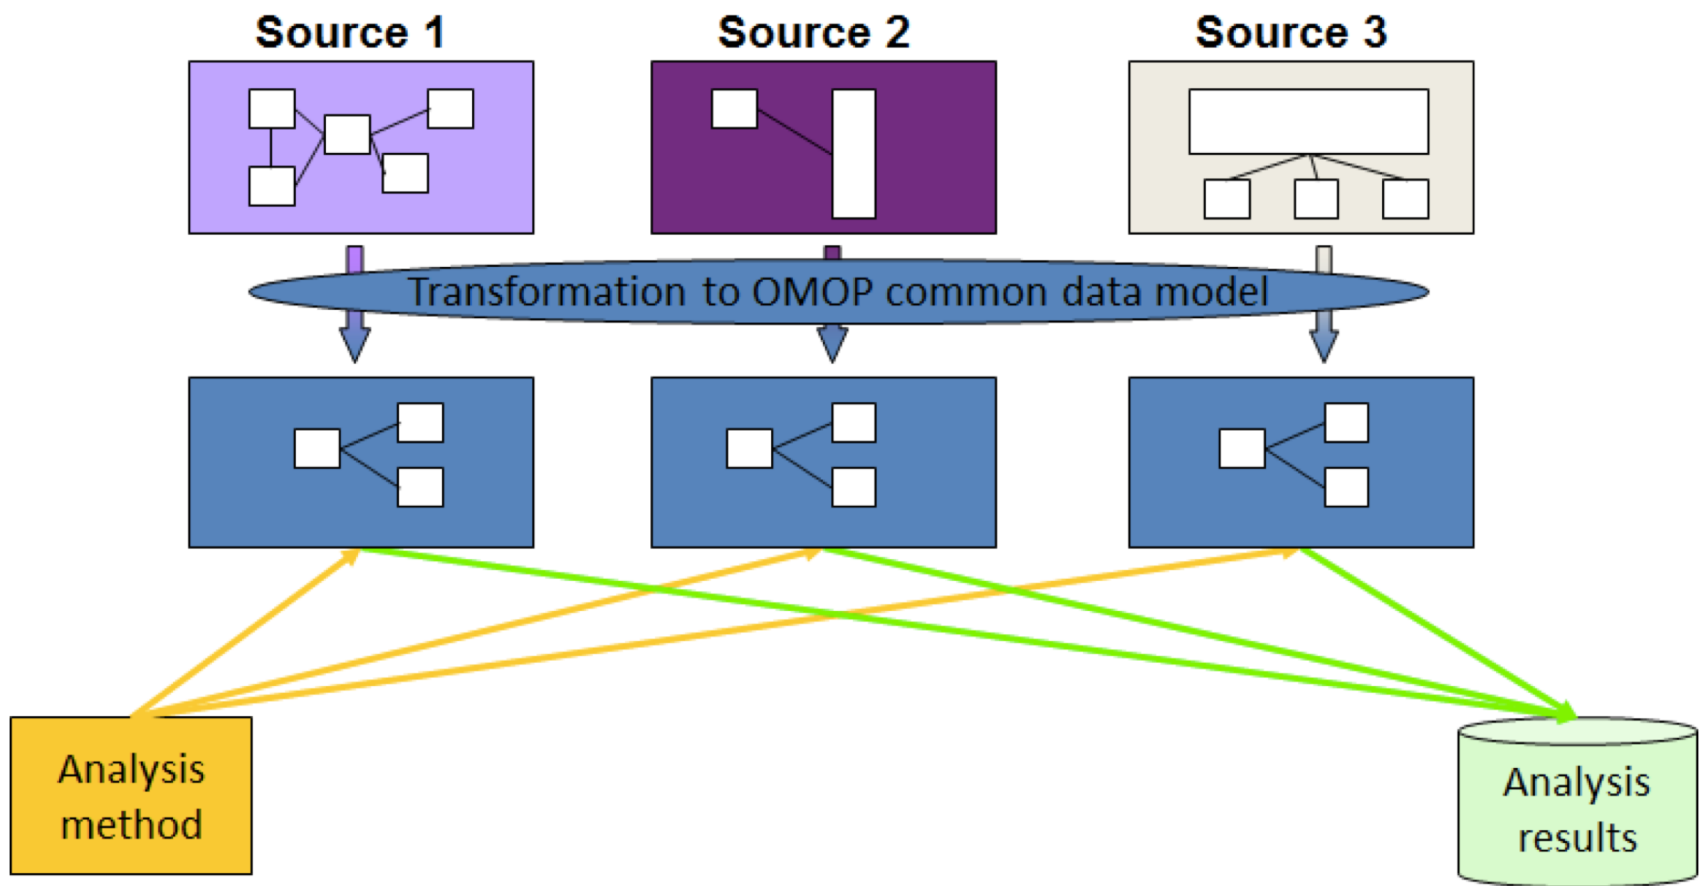 Source 1
Source 2
Source 3
Transformation to OMOP common data model
Analysis
method
Analysis
results